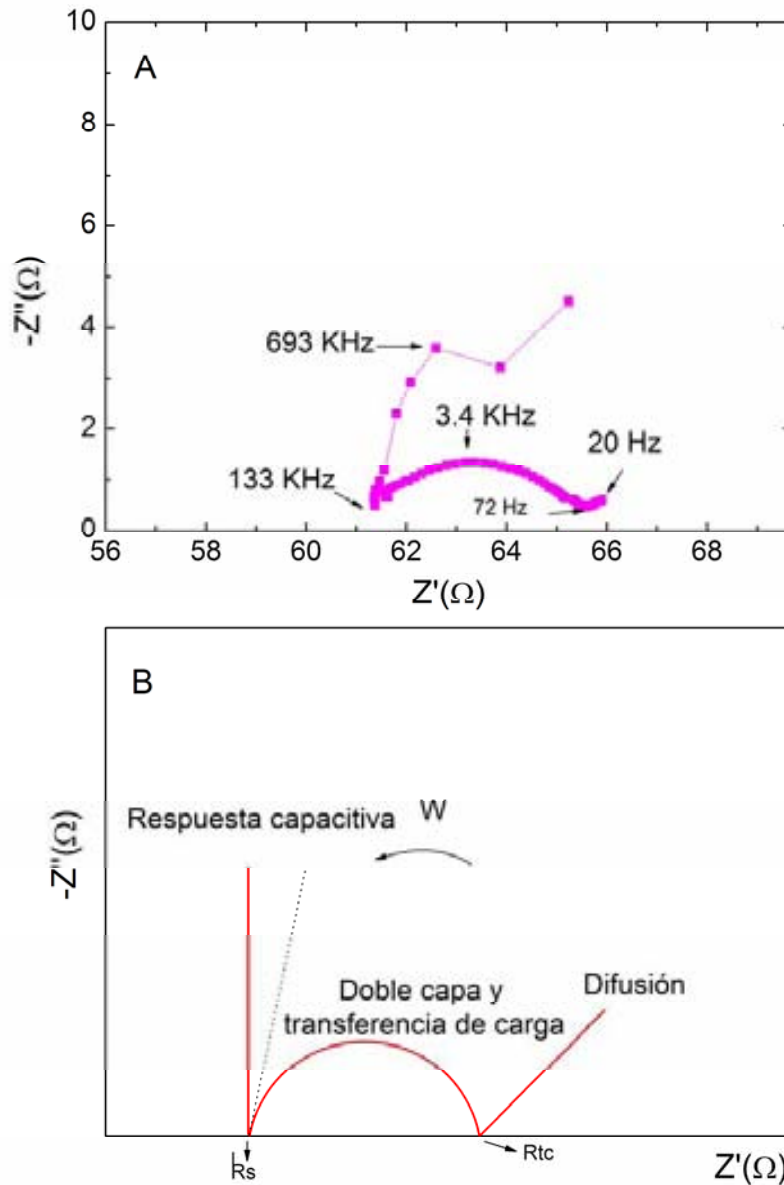 10
A
8
-Z''(Ω)
6
4
693 KHz
3.4 KHz
2
20 Hz
133 KHz
72 Hz
0
56 58 60 62 64 66 68
Z'(Ω)
B
-Z''(Ω)
Respuesta capacitiva
W
Doble capa y
transferencia de carga
Difusión
Rs
Rtc
Z'(Ω)